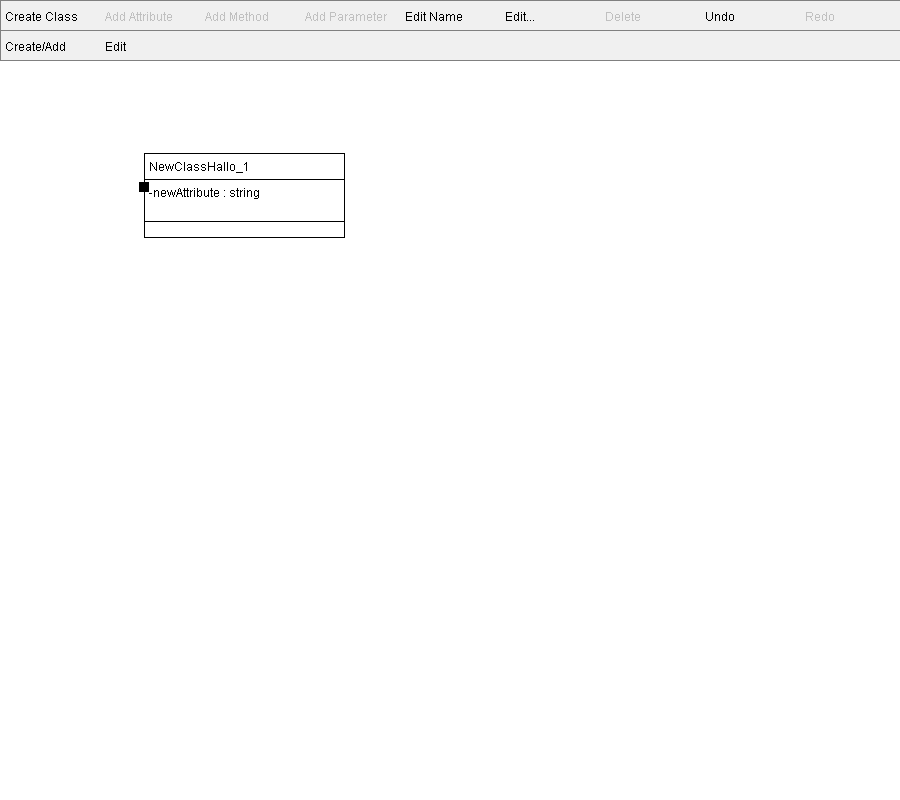 Create Class Add Attribute Add Method Add Parameter Edit Name Edit... Delete Undo Redo
Create/Add Edit
NewClassHallo_1
-newAttribute : string